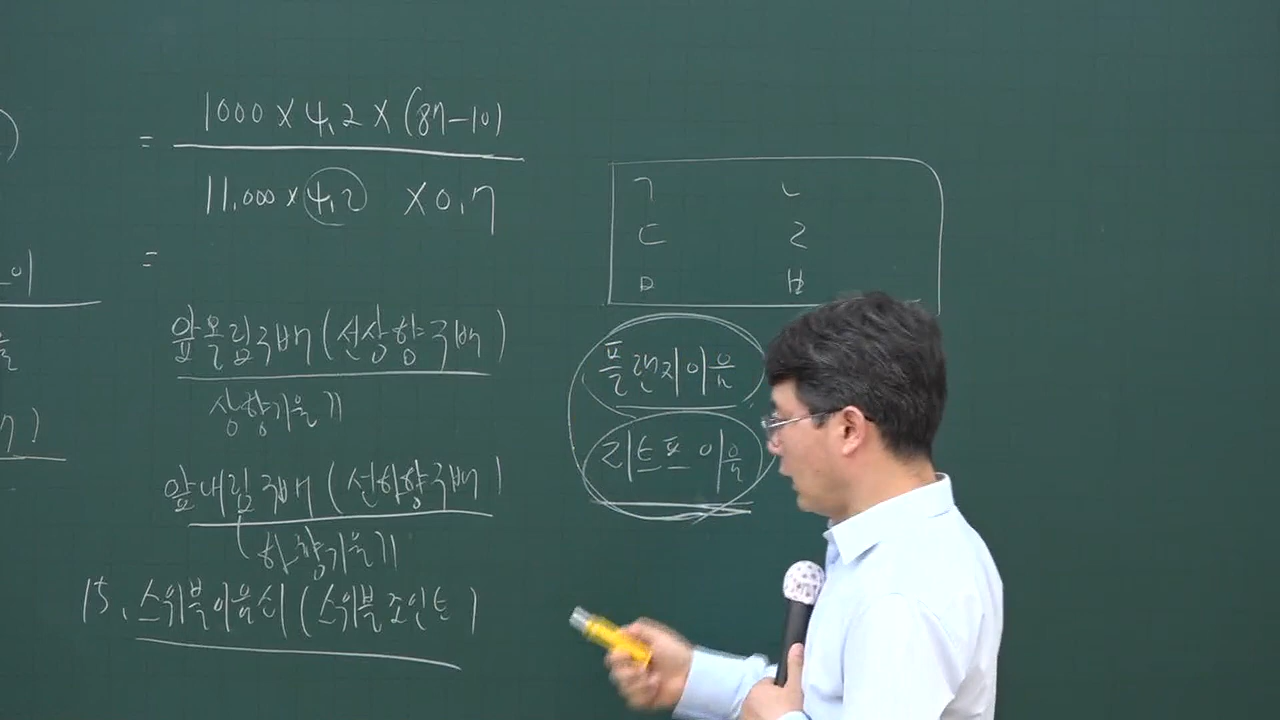 = 1000 × 4.2 × (87-10)
11,000 × 4.2 × 0.7
=
앞올림구배(선상향구배)
상향기울기
앞내림구배(선하향구배)
하향기울기
15. 스위블이음쇠(스위블조인트)
ㄱ ㄴ
ㄷ ㄹ
ㅁ ㅂ
플랜지이음
리트포이음